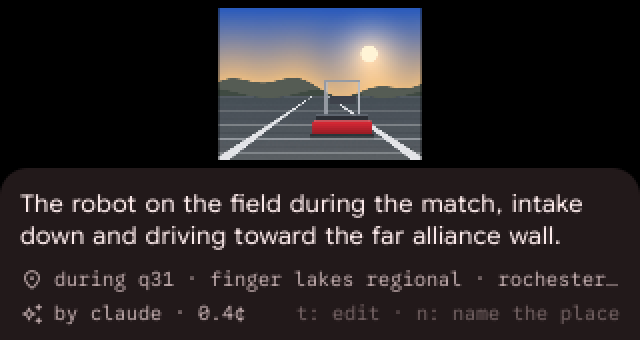 The robot on the field during the match, intake
down and driving toward the far alliance wall.
during q31 · finger lakes regional · rochester…
by claude · 0.4¢ t: edit · n: name the place